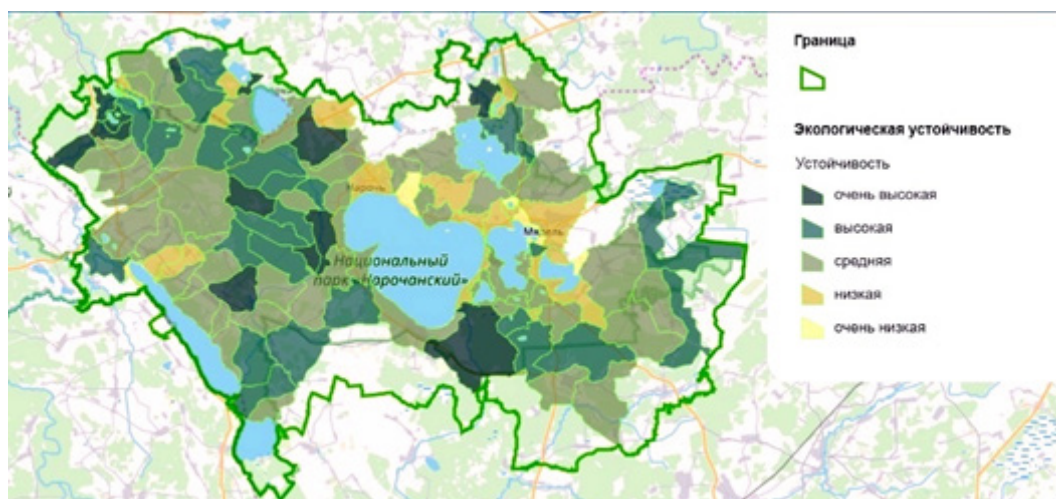 Граница
Экологическая устойчивость
Устойчивость
очень высокая
высокая
средняя
низкая
очень низкая
Нарочь
Мядель
Национальный
парк «Нарочанский»